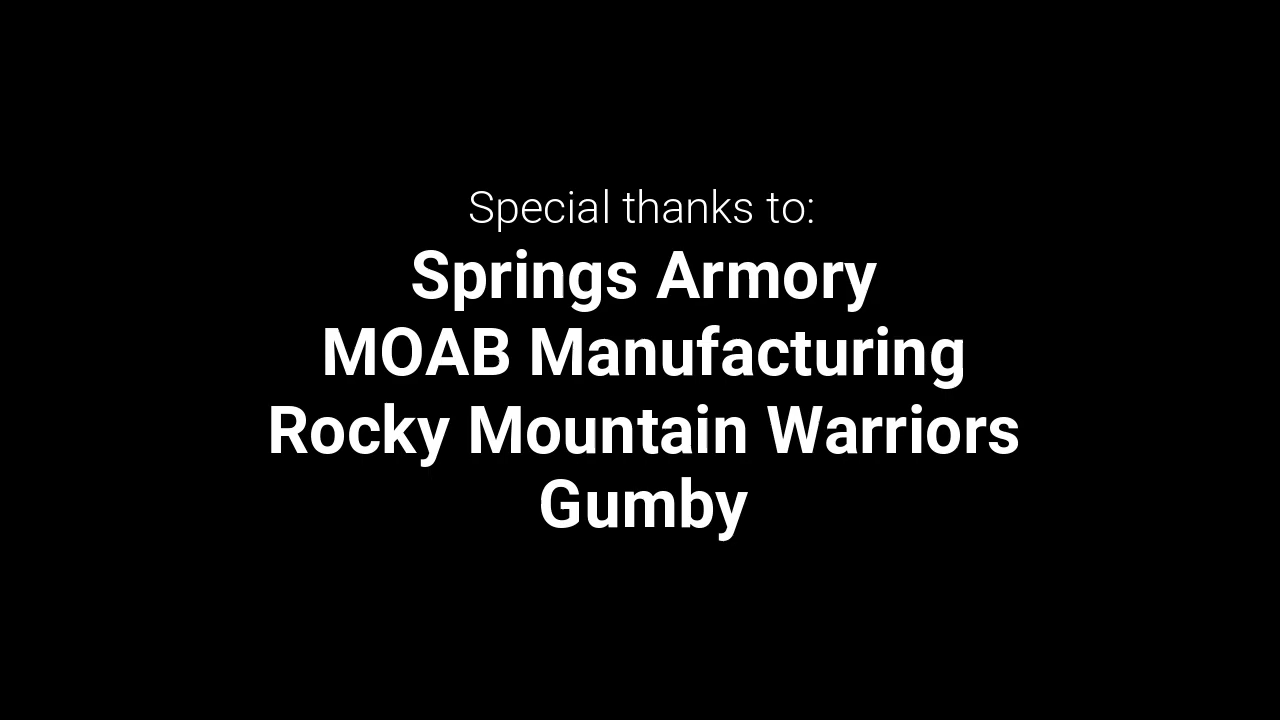 Special thanks to:
Springs Armory
MOAB Manufacturing
Rocky Mountain Warriors
Gumby